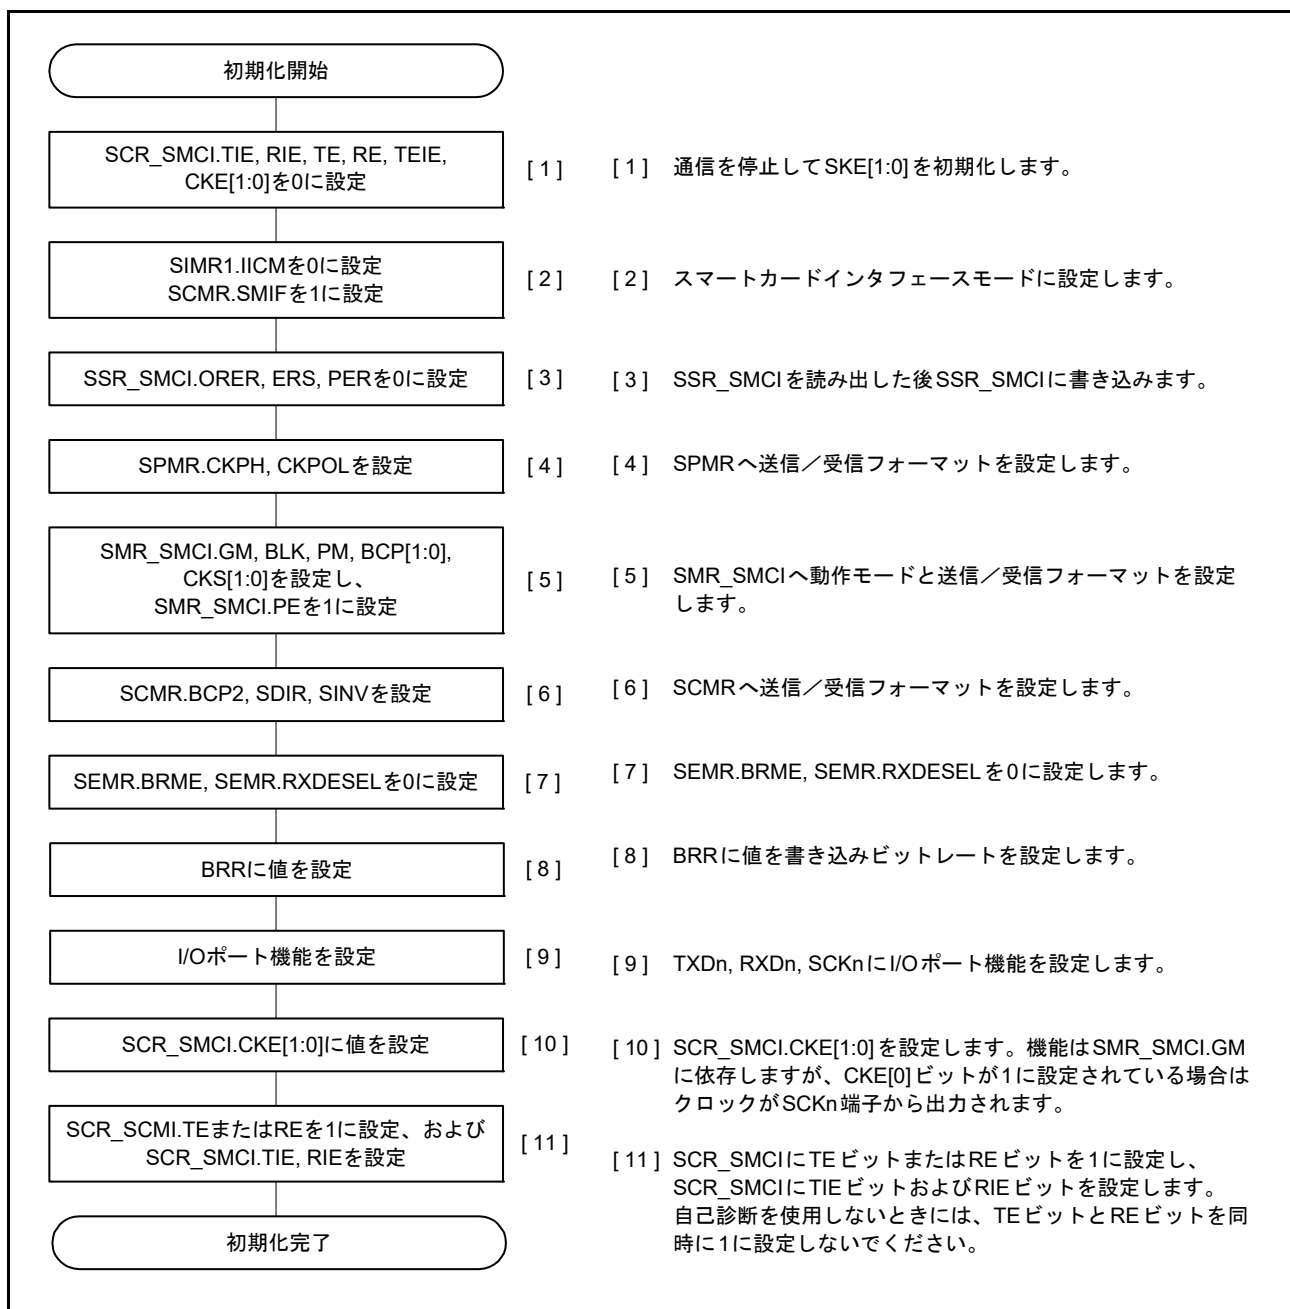 初期化開始
SCR_SMCI.TIE, RIE, TE, RE, TEIE,
CKE[1:0]を0に設定
[ 1 ]
[ 1 ] 通信を停止してSKE[1:0]を初期化します。
SIMR1.IICMを0に設定
SCMR.SMIFを1に設定
[ 2 ]
[ 2 ] スマートカードインタフェースモードに設定します。
SSR_SMCI.ORER, ERS, PERを0に設定
[ 3 ]
[ 3 ] SSR_SMCIを読み出した後SSR_SMCIに書き込みます。
SPMR.CKPH, CKPOLを設定
[ 4 ]
[ 4 ] SPMRへ送信／受信フォーマットを設定します。
SMR_SMCI.GM, BLK, PM, BCP[1:0],
CKS[1:0]を設定し、
SMR_SMCI.PEを1に設定
[ 5 ]
[ 5 ] SMR_SMCIへ動作モードと送信／受信フォーマットを設定
します。
SCMR.BCP2, SDIR, SINVを設定
[ 6 ]
[ 6 ] SCMRへ送信／受信フォーマットを設定します。
SEMR.BRME, SEMR.RXDESELを0に設定
[ 7 ]
[ 7 ] SEMR.BRME, SEMR.RXDESELを0に設定します。
BRRに値を設定
[ 8 ]
[ 8 ] BRRに値を書き込みビットレートを設定します。
I/Oポート機能を設定
[ 9 ]
[ 9 ] TXDn, RXDn, SCKnにI/Oポート機能を設定します。
SCR_SMCI.CKE[1:0]に値を設定
[ 10 ]
[ 10 ] SCR_SMCI.CKE[1:0]を設定します。機能はSMR_SMCI.GM
に依存しますが、CKE[0]ビットが1に設定されている場合は
クロックがSCKn端子から出力されます。
SCR_SCMI.TEまたはREを1に設定、および
SCR_SMCI.TIE, RIEを設定
[ 11 ]
[ 11 ] SCR_SMCIにTEビットまたはREビットを1に設定し、
SCR_SMCIにTIEビットおよびRIEビットを設定します。
自己診断を使用しないときには、TEビットとREビットを同
時に1に設定しないでください。
初期化完了